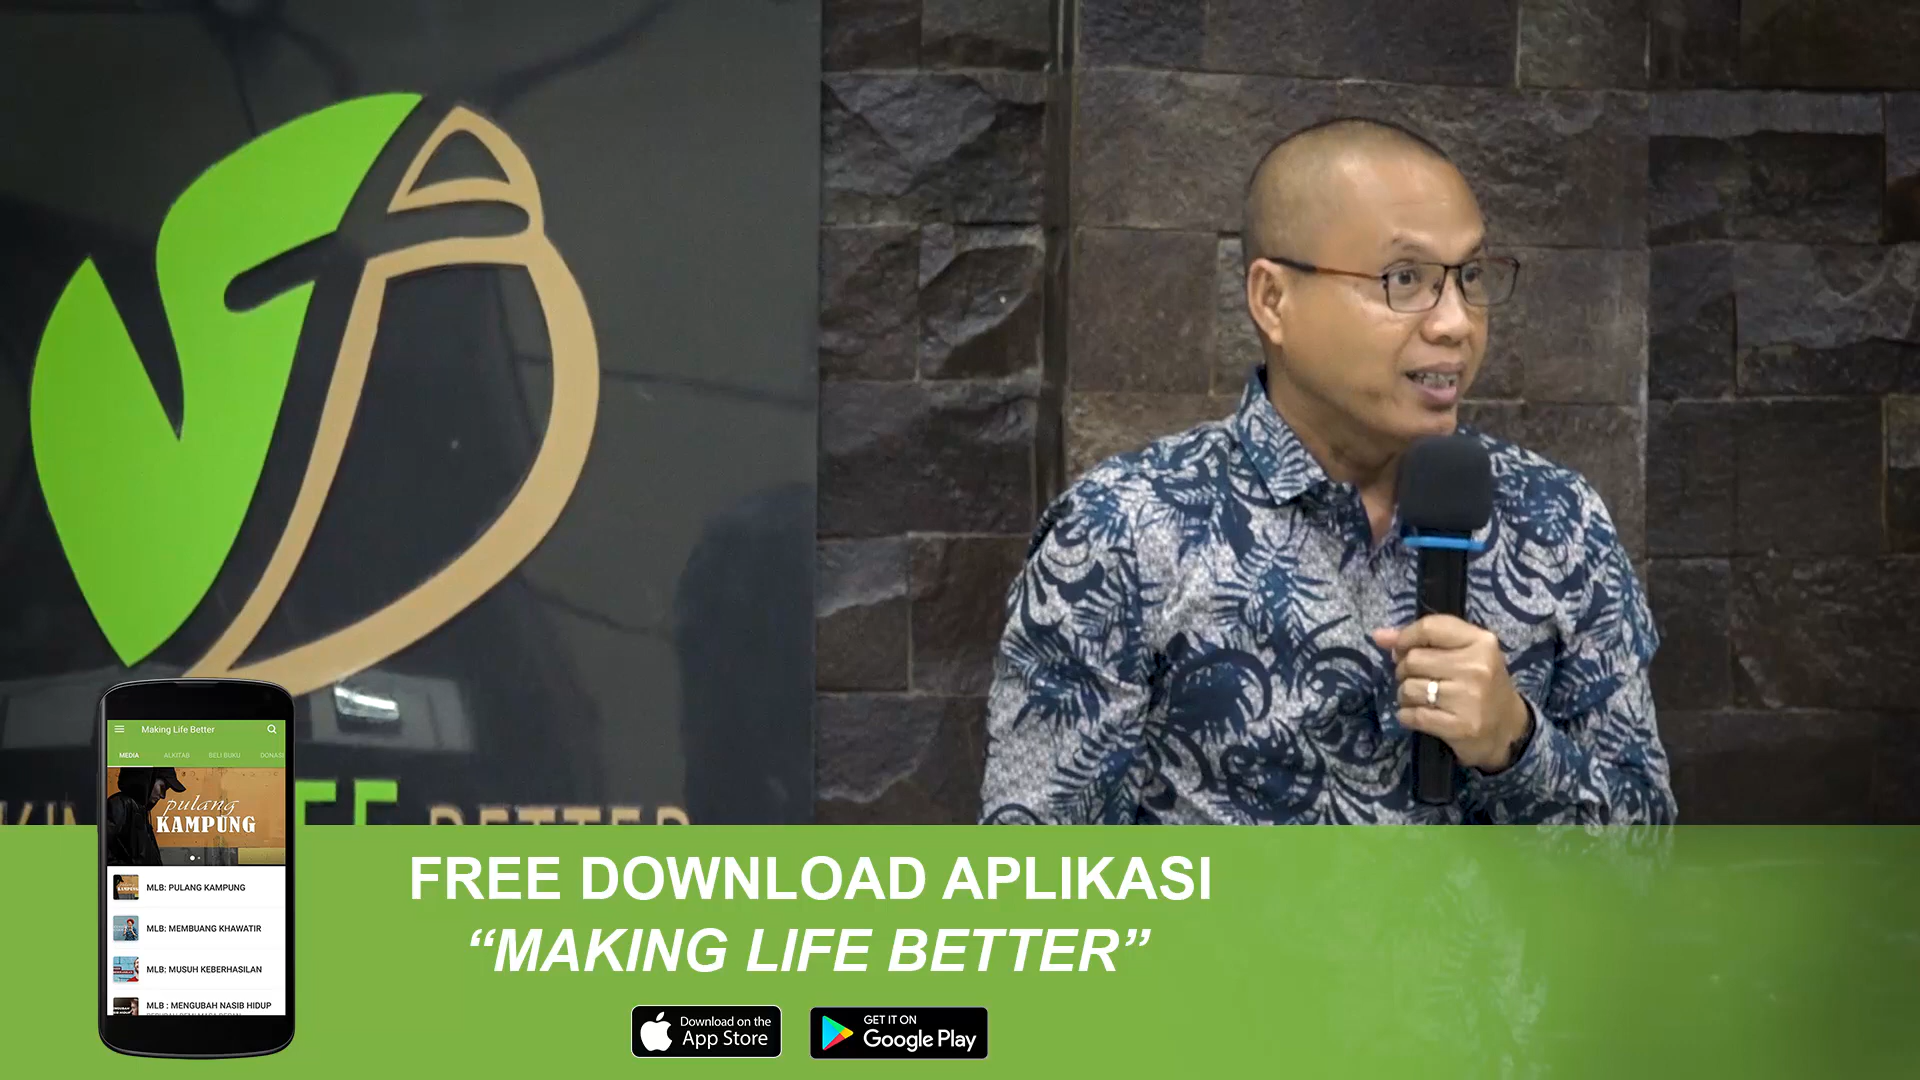 BETTER
Making Life Better
MEDIA ALKITAB BELI BUKU DONASI
pulang
KAMPUNG
MLB: PULANG KAMPUNG
MLB: MEMBUANG KHAWATIR
MLB: MUSUH KEBERHASILAN
MLB : MENGUBAH NASIB HIDUP
FREE DOWNLOAD APLIKASI
“MAKING LIFE BETTER”
Download on the
App Store
GET IT ON
Google Play